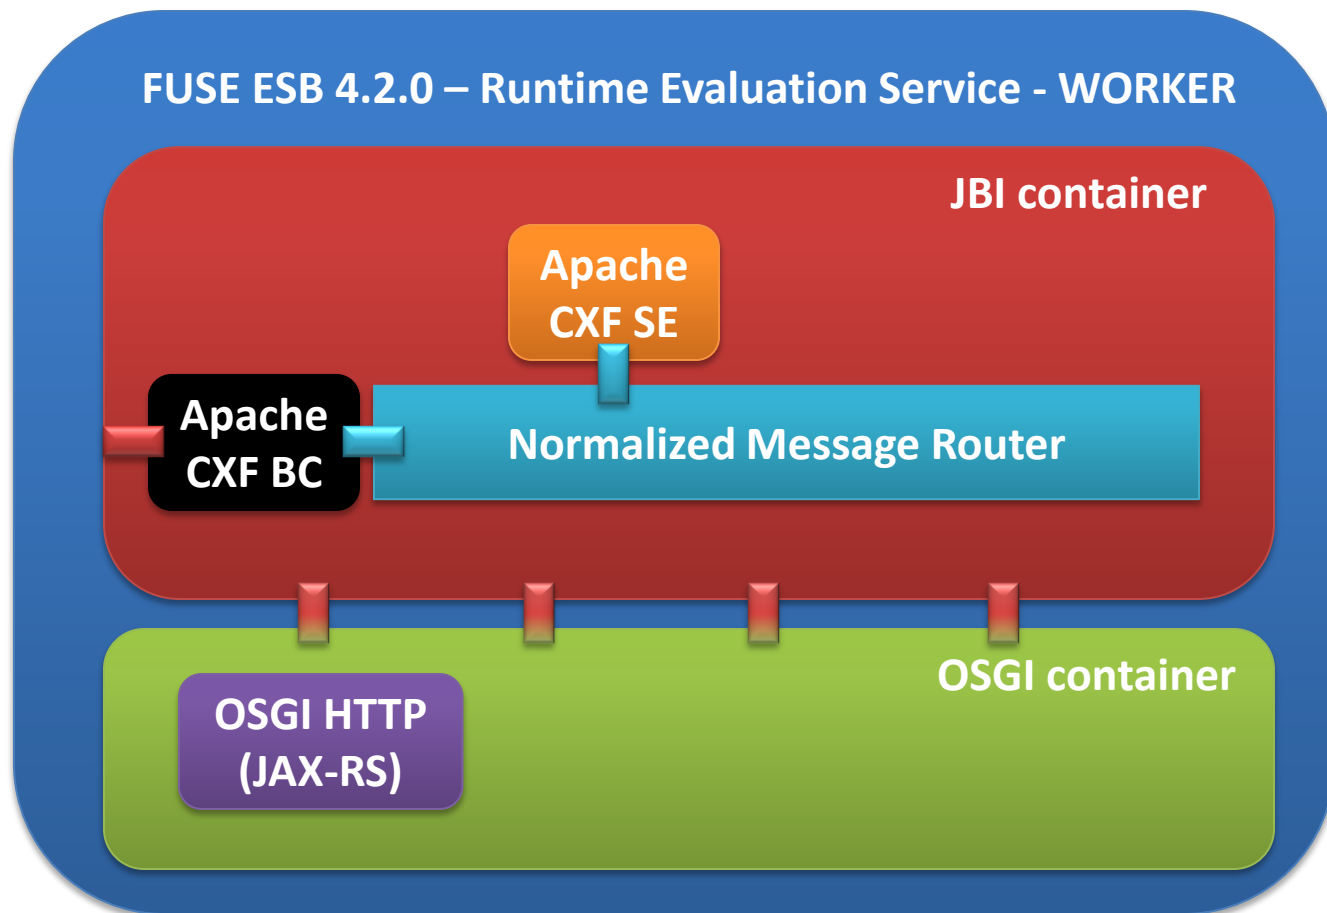 FUSE ESB 4.2.0 – Runtime Evaluation Service - WORKER
JBI container
Apache
CXF SE
Apache
CXF BC
Normalized Message Router
OSGI container
OSGI HTTP
(JAX-RS)